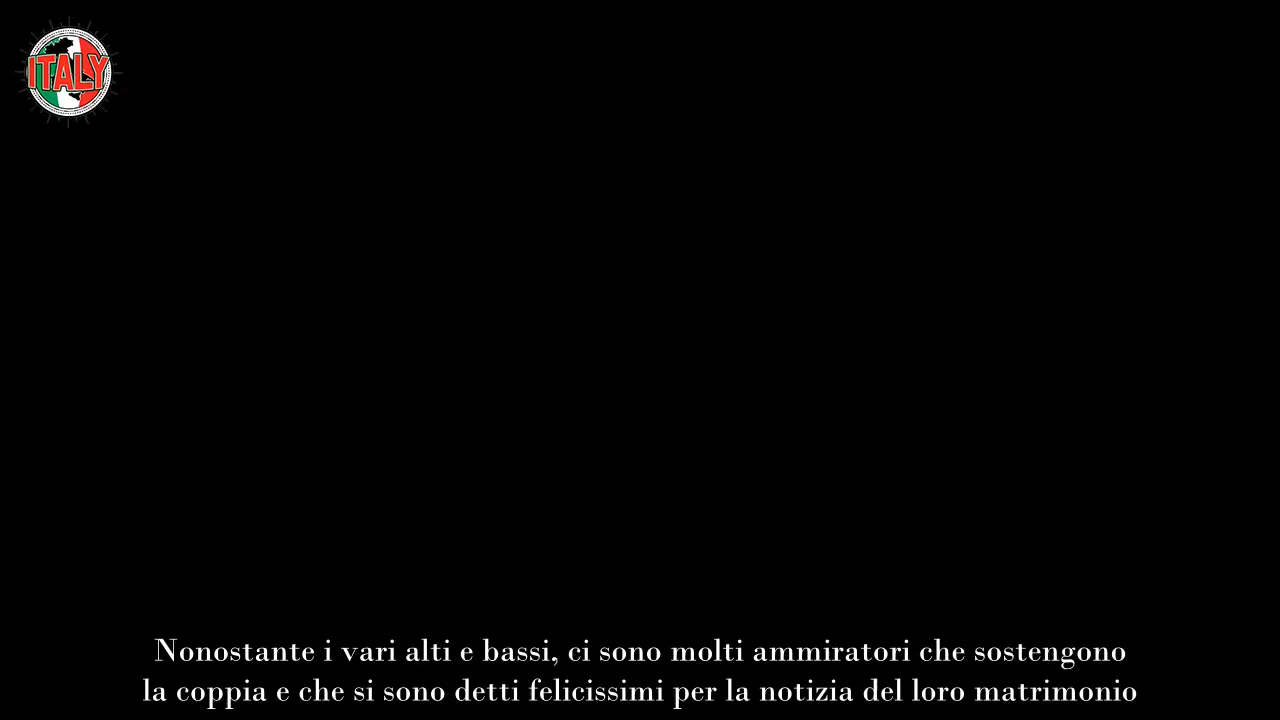 ITALY
Nonostante i vari alti e bassi, ci sono molti ammiratori che sostengono
la coppia e che si sono detti felicissimi per la notizia del loro matrimonio